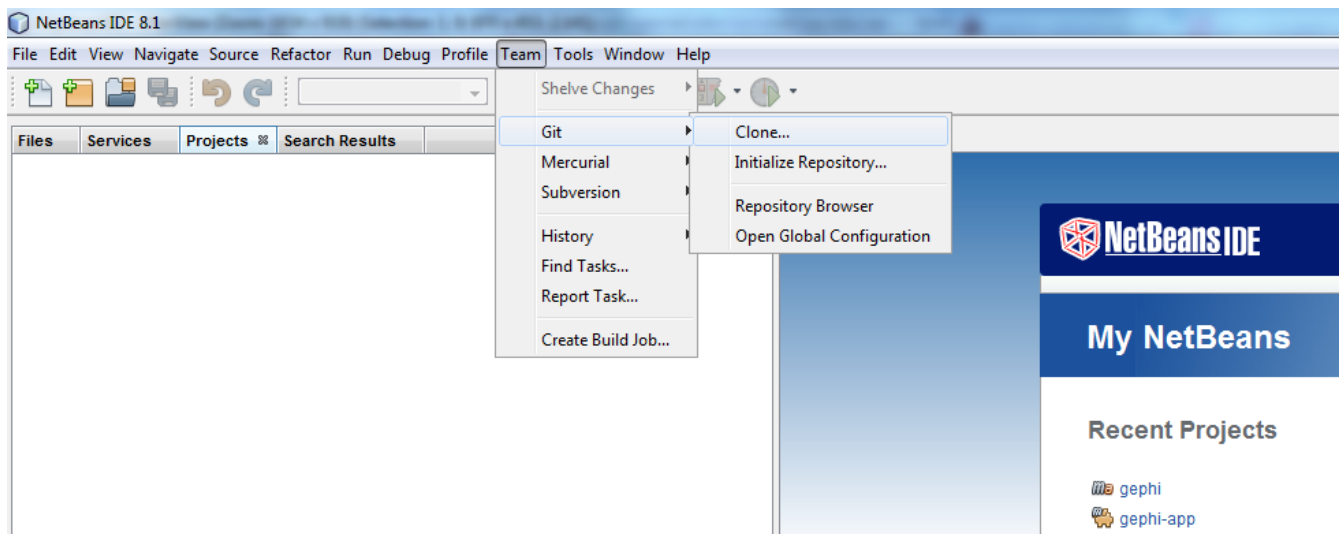 NetBeans IDE 8.1
File Edit View Navigate Source Refactor Run Debug Profile Team Tools Window Help
Shelve Changes
Files Services Projects Search Results
Git
Clone...
Mercurial
Initialize Repository...
Subversion
Repository Browser
History
Open Global Configuration
Find Tasks...
Report Task...
Create Build Job...
NetBeans IDE
My NetBeans
Recent Projects
gephi
gephi-app